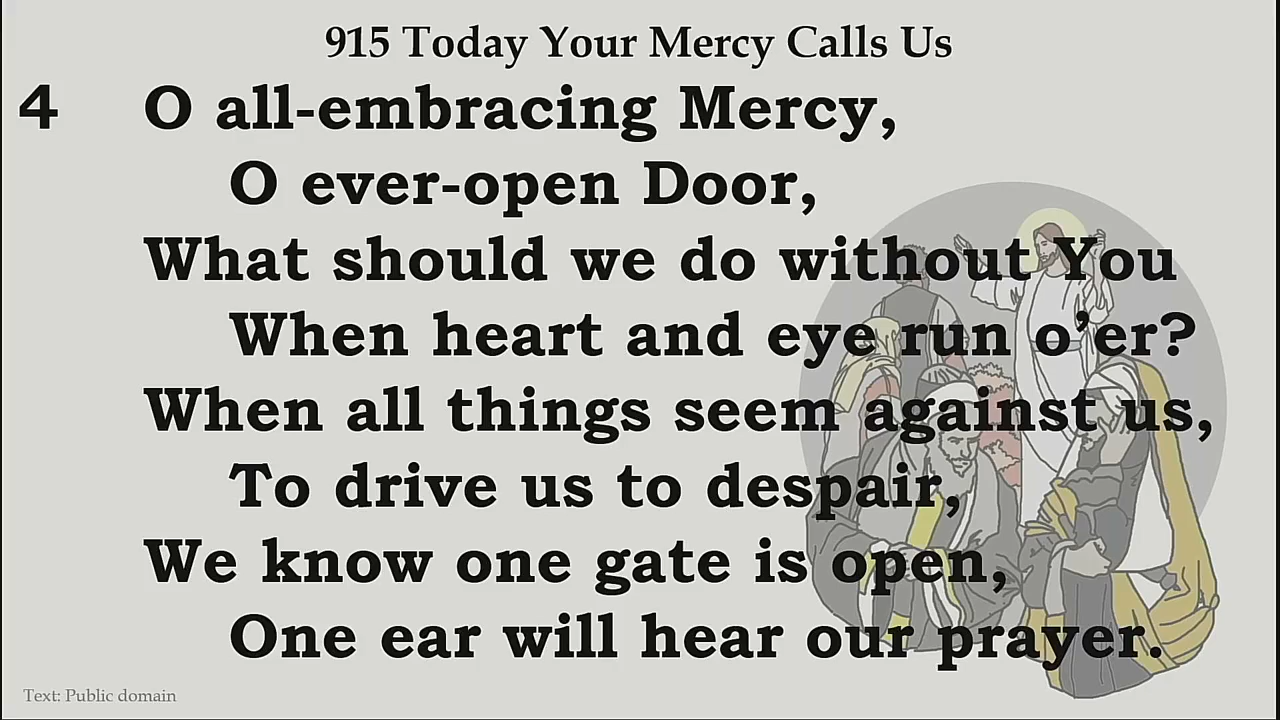 915 Today Your Mercy Calls Us
4 O all-embracing Mercy,
O ever-open Door,
What should we do without You
When heart and eye run o’er?
When all things seem against us,
To drive us to despair,
We know one gate is open,
One ear will hear our prayer.
Text: Public domain